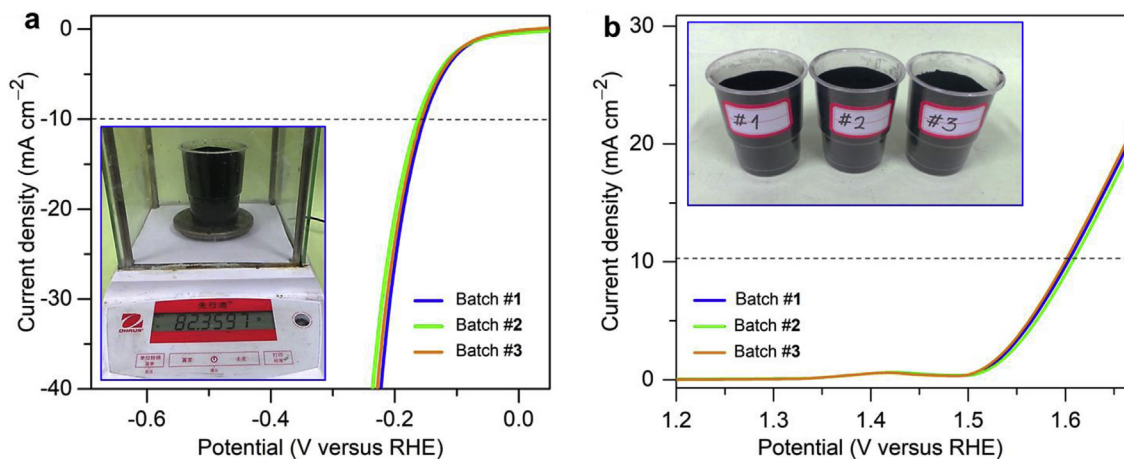 a
0
-10
-20
-30
-40
Current density (mA cm−2)
-0.6
-0.4
-0.2
0.0
Potential (V versus RHE)
Batch #1
Batch #2
Batch #3
OHAUS
82.3597
b
30
20
10
0
Current density (mA cm−2)
1.2
1.3
1.4
1.5
1.6
Potential (V versus RHE)
Batch #1
Batch #2
Batch #3
#1
#2
#3